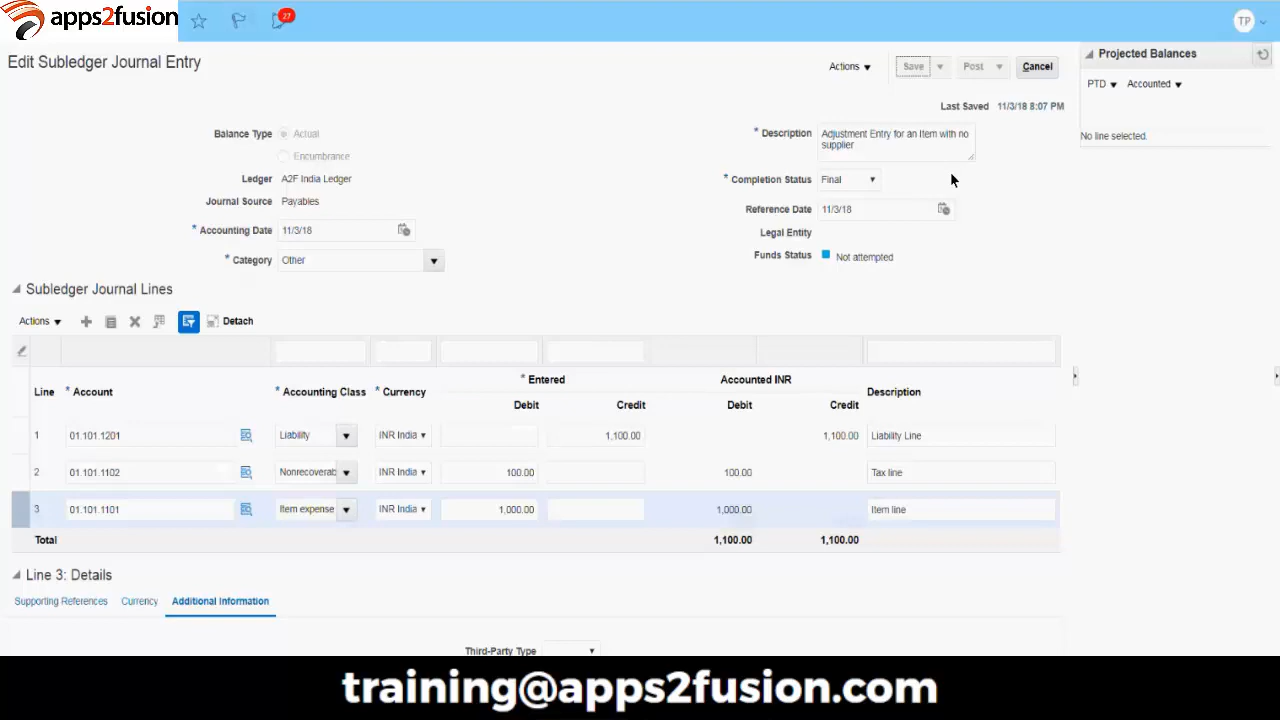 apps2fusion
27
TP
Edit Subledger Journal Entry
Actions
Save
Post
Cancel
Projected Balances
PTD
Accounted
Last Saved 11/3/18 8:07 PM
No line selected.
Balance Type
Actual
Encumbrance
Ledger A2F India Ledger
Journal Source Payables
* Accounting Date 11/3/18
* Category Other
* Description Adjustment Entry for an Item with no
supplier
* Completion Status Final
Reference Date 11/3/18
Legal Entity
Funds Status Not attempted
Subledger Journal Lines
Actions
Detach
* Entered Accounted INR
Line * Account * Accounting Class * Currency Description
Debit Credit Debit Credit
1 01.101.1201 Liability INR India 1,100.00 1,100.00 Liability Line
2 01.101.1102 Nonrecoverab INR India 100.00 100.00 Tax line
3 01.101.1101 Item expense INR India 1,000.00 1,000.00 Item line
Total 1,100.00 1,100.00
Line 3: Details
Supporting References Currency Additional Information
Third-Party Type
training@apps2fusion.com